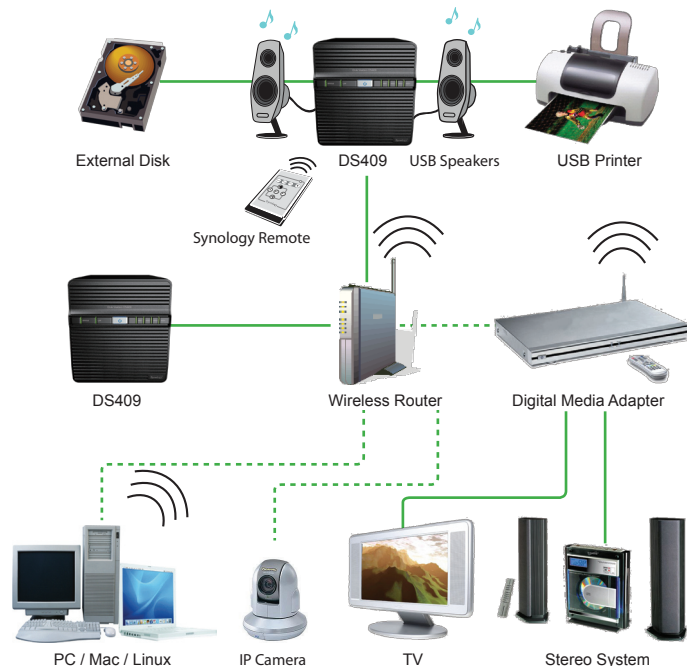 External Disk
DS409
USB Speakers
USB Printer
Synology Remote
DS409
Wireless Router
Digital Media Adapter
PC / Mac / Linux
IP Camera
TV
Stereo System